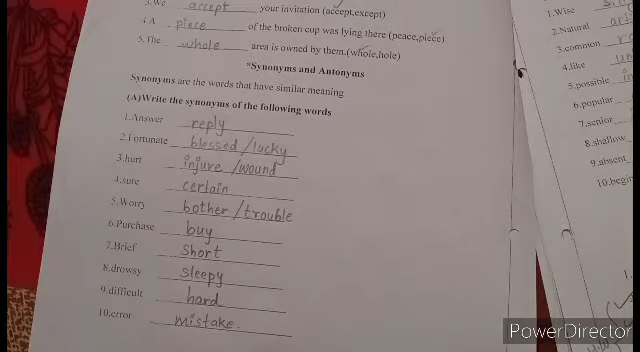 3.We accept your invitation (accept,except)
4.A piece of the broken cup was lying there (peace,piece)
5.The whole area is owned by them.(whole,hole)
*Synonyms and Antonyms
Synonyms are the words that have similar meaning
(A)Write the synonyms of the following words
1.Answer reply
2.Fortunate blessed /lucky
3.hurt injure /wound
4.sure certain
5.Worry bother /trouble
6.Purchase buy
7.Brief short
8.drowsy sleepy
9.difficult hard
10.error mistake.
1.Wise
2.Natural
3.common
4.like
5.possible
6.popular
7.senior
8.shallow
9.absent
10.begin
1.
PowerDirector